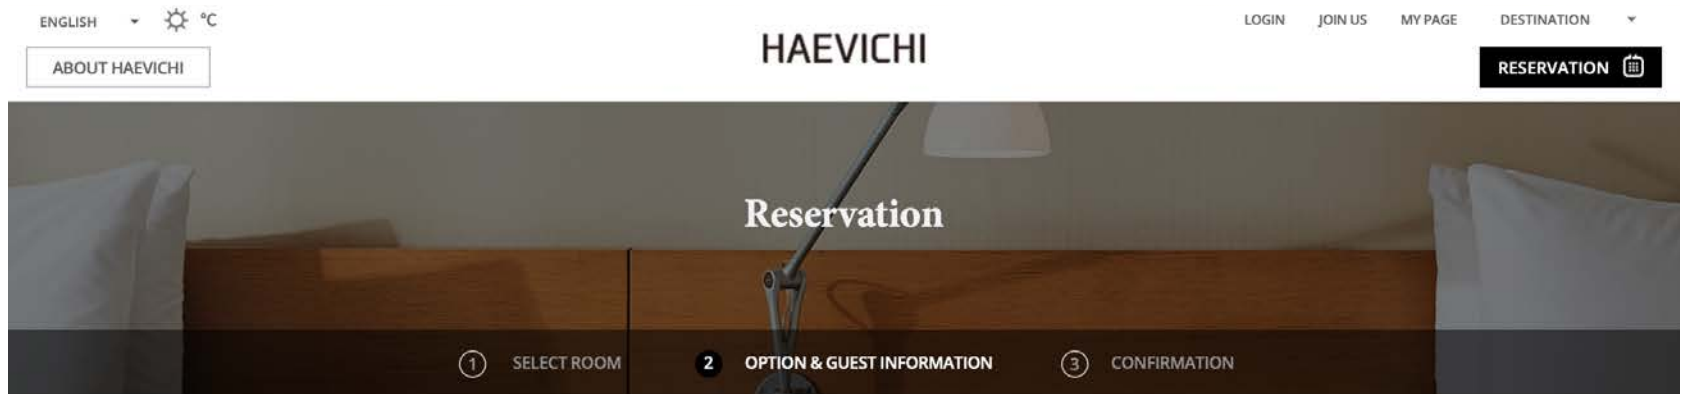 ENGLISH °C
LOGIN JOIN US MY PAGE DESTINATION
ABOUT HAEVICHI
HAEVICHI
RESERVATION
Reservation
1 SELECT ROOM 2 OPTION & GUEST INFORMATION 3 CONFIRMATION